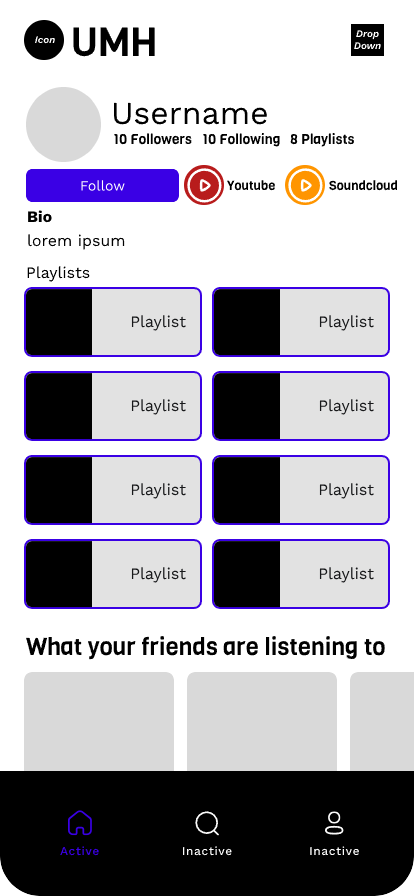 Icon UMH
Drop
Down
Username
10 Followers 10 Following 8 Playlists
Follow Youtube Soundcloud
Bio
lorem ipsum
Playlists
Playlist Playlist
Playlist Playlist
Playlist Playlist
Playlist Playlist
What your friends are listening to
Active Inactive Inactive